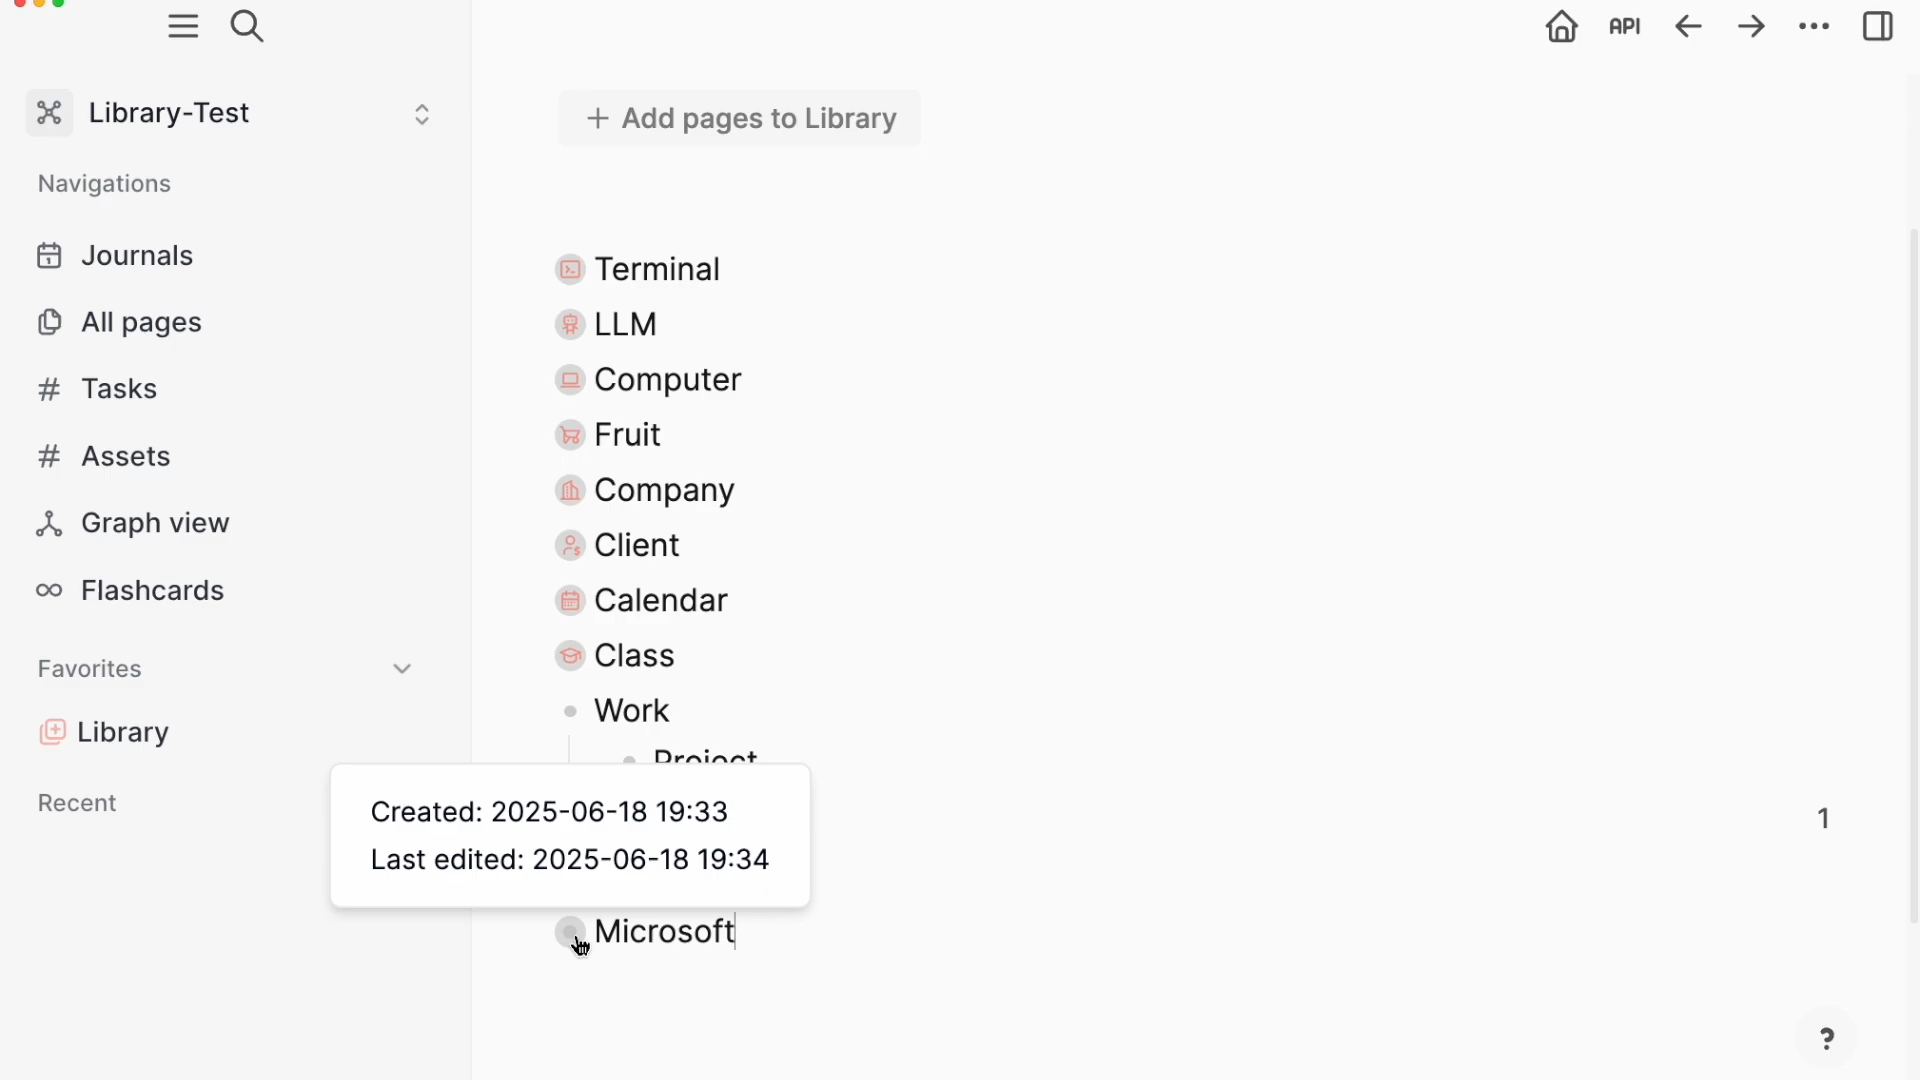 API
Library-Test
+ Add pages to Library
Navigations
Journals
All pages
# Tasks
# Assets
Graph view
Flashcards
Favorites
Library
Recent
Terminal
LLM
Computer
Fruit
Company
Client
Calendar
Class
Work
Project
Created: 2025-06-18 19:33
Last edited: 2025-06-18 19:34
1
Microsoft
?